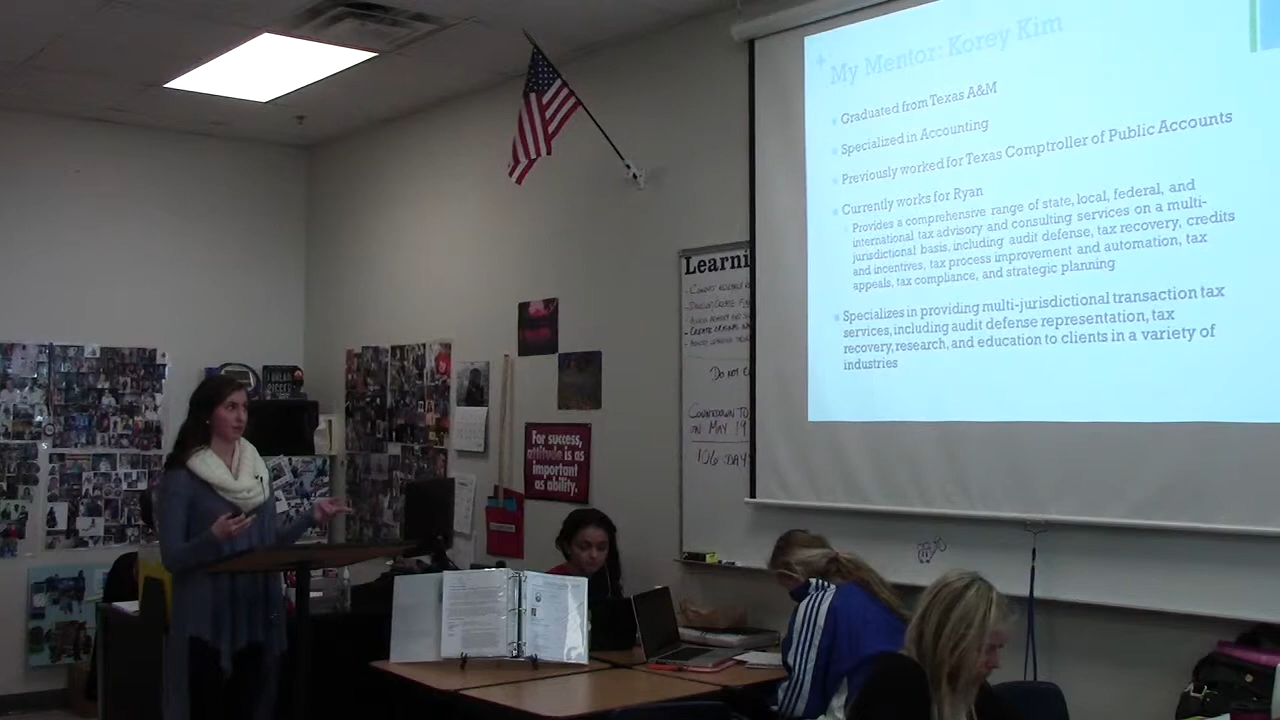 My Mentor: Korey Kim
Graduated from Texas A&M
Specialized in Accounting
Previously worked for Texas Comptroller of Public Accounts
Currently works for Ryan
Provides a comprehensive range of state, local, federal, and
international tax advisory and consulting services on a multi-
jurisdictional basis, including audit defense, tax recovery, credits
and incentives, tax process improvement and automation, tax
appeals, tax compliance, and strategic planning
Specializes in providing multi-jurisdictional transaction tax
services, including audit defense representation, tax
recovery, research, and education to clients in a variety of
industries
Learni
DO NOT
COUNTDOWN TO
ON MAY 19
106 DAY
For success,
attitude is as
important
as ability.